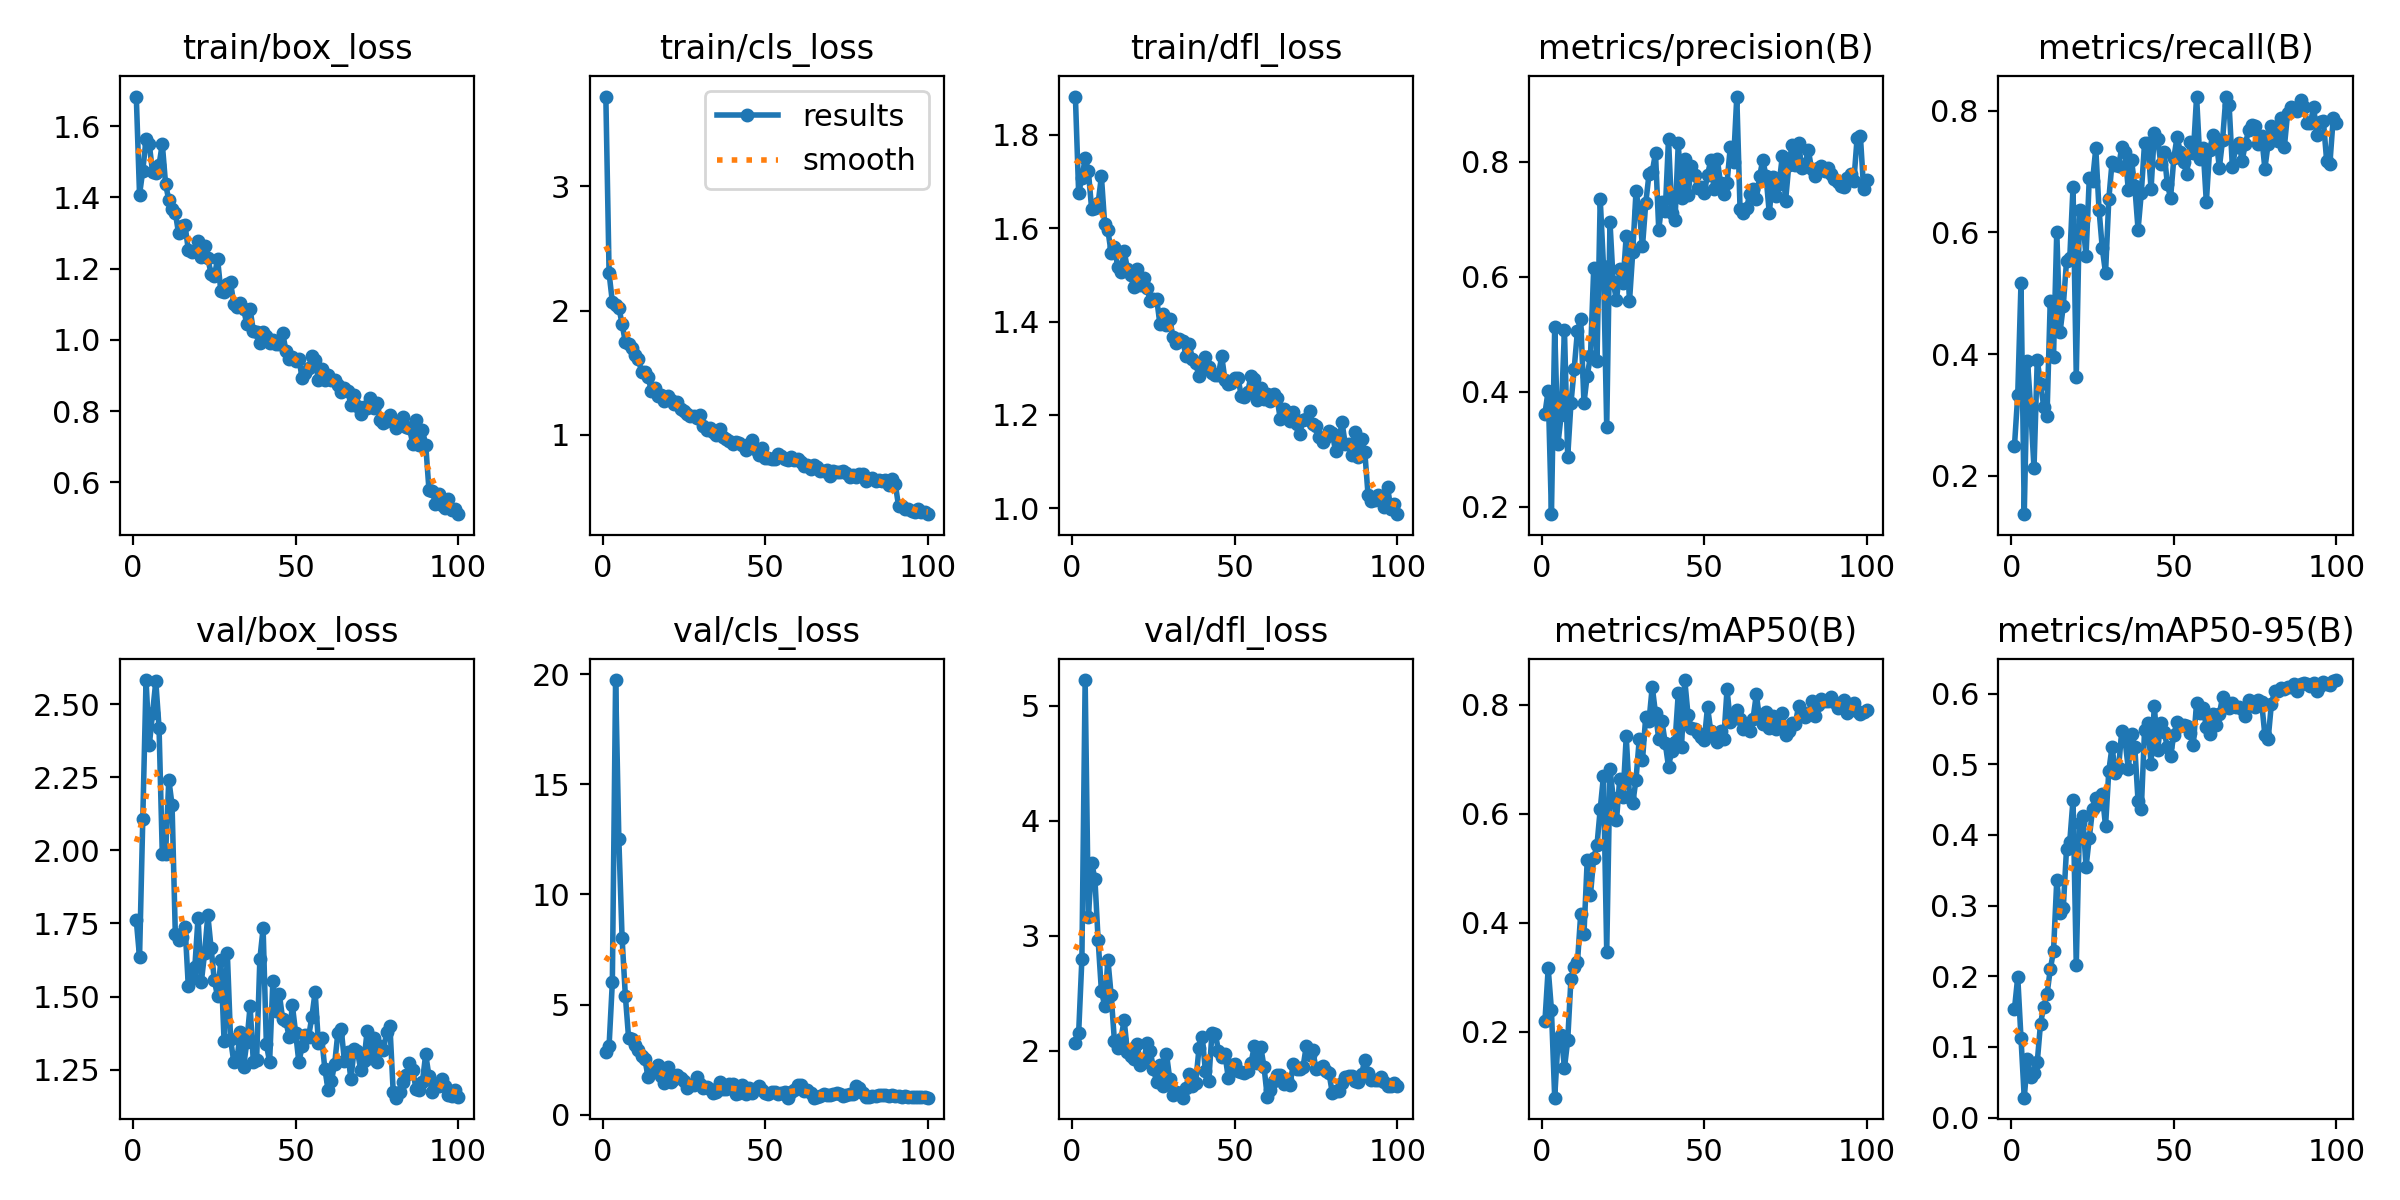 train/box_loss
1.6
1.4
1.2
1.0
0.8
0.6
0 50 100
train/cls_loss
results
smooth
3
2
1
0 50 100
train/dfl_loss
1.8
1.6
1.4
1.2
1.0
0 50 100
metrics/precision(B)
0.8
0.6
0.4
0.2
0 50 100
metrics/recall(B)
0.8
0.6
0.4
0.2
0 50 100
val/box_loss
2.50
2.25
2.00
1.75
1.50
1.25
0 50 100
val/cls_loss
20
15
10
5
0
0 50 100
val/dfl_loss
5
4
3
2
0 50 100
metrics/mAP50(B)
0.8
0.6
0.4
0.2
0 50 100
metrics/mAP50-95(B)
0.6
0.5
0.4
0.3
0.2
0.1
0.0
0 50 100